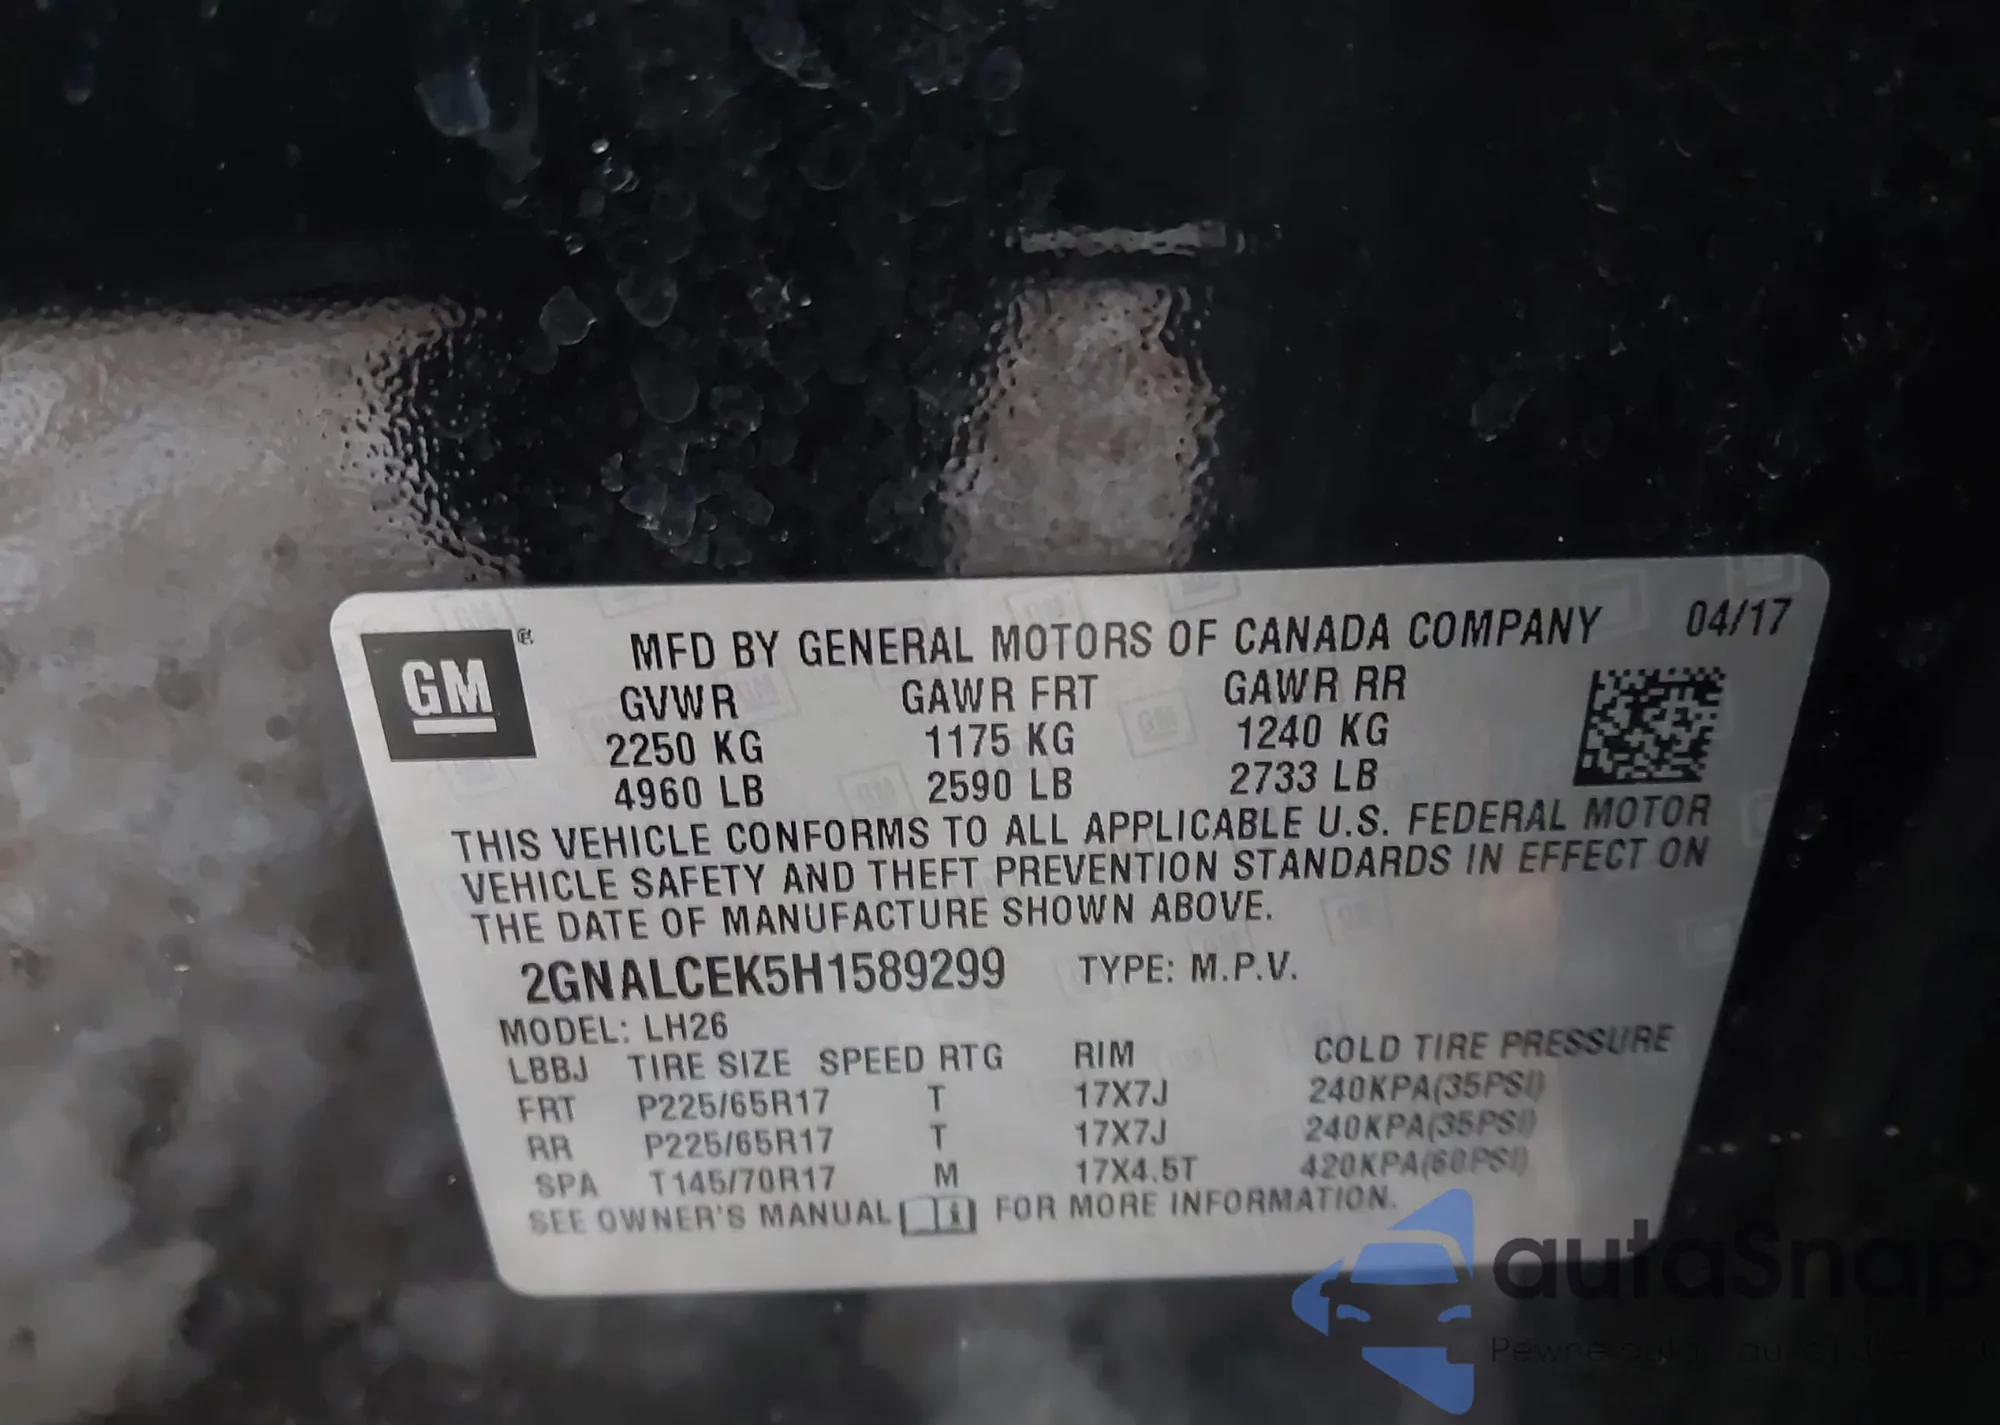 GM ® MFD BY GENERAL MOTORS OF CANADA COMPANY 04/17
GVWR GAWR FRT GAWR RR
2250 KG 1175 KG 1240 KG
4960 LB 2590 LB 2733 LB
THIS VEHICLE CONFORMS TO ALL APPLICABLE U.S. FEDERAL MOTOR
VEHICLE SAFETY AND THEFT PREVENTION STANDARDS IN EFFECT ON
THE DATE OF MANUFACTURE SHOWN ABOVE.
2GNALCEK5H1589299 TYPE: M.P.V.
MODEL: LH26
LBBJ TIRE SIZE SPEED RTG RIM COLD TIRE PRESSURE
FRT P225/65R17 T 17X7J 240KPA(35PSI)
RR P225/65R17 T 17X7J 240KPA(35PSI)
SPA T145/70R17 M 17X4.5T 420KPA(60PSI)
SEE OWNER'S MANUAL FOR MORE INFORMATION.
autaSnap
Pewne auta